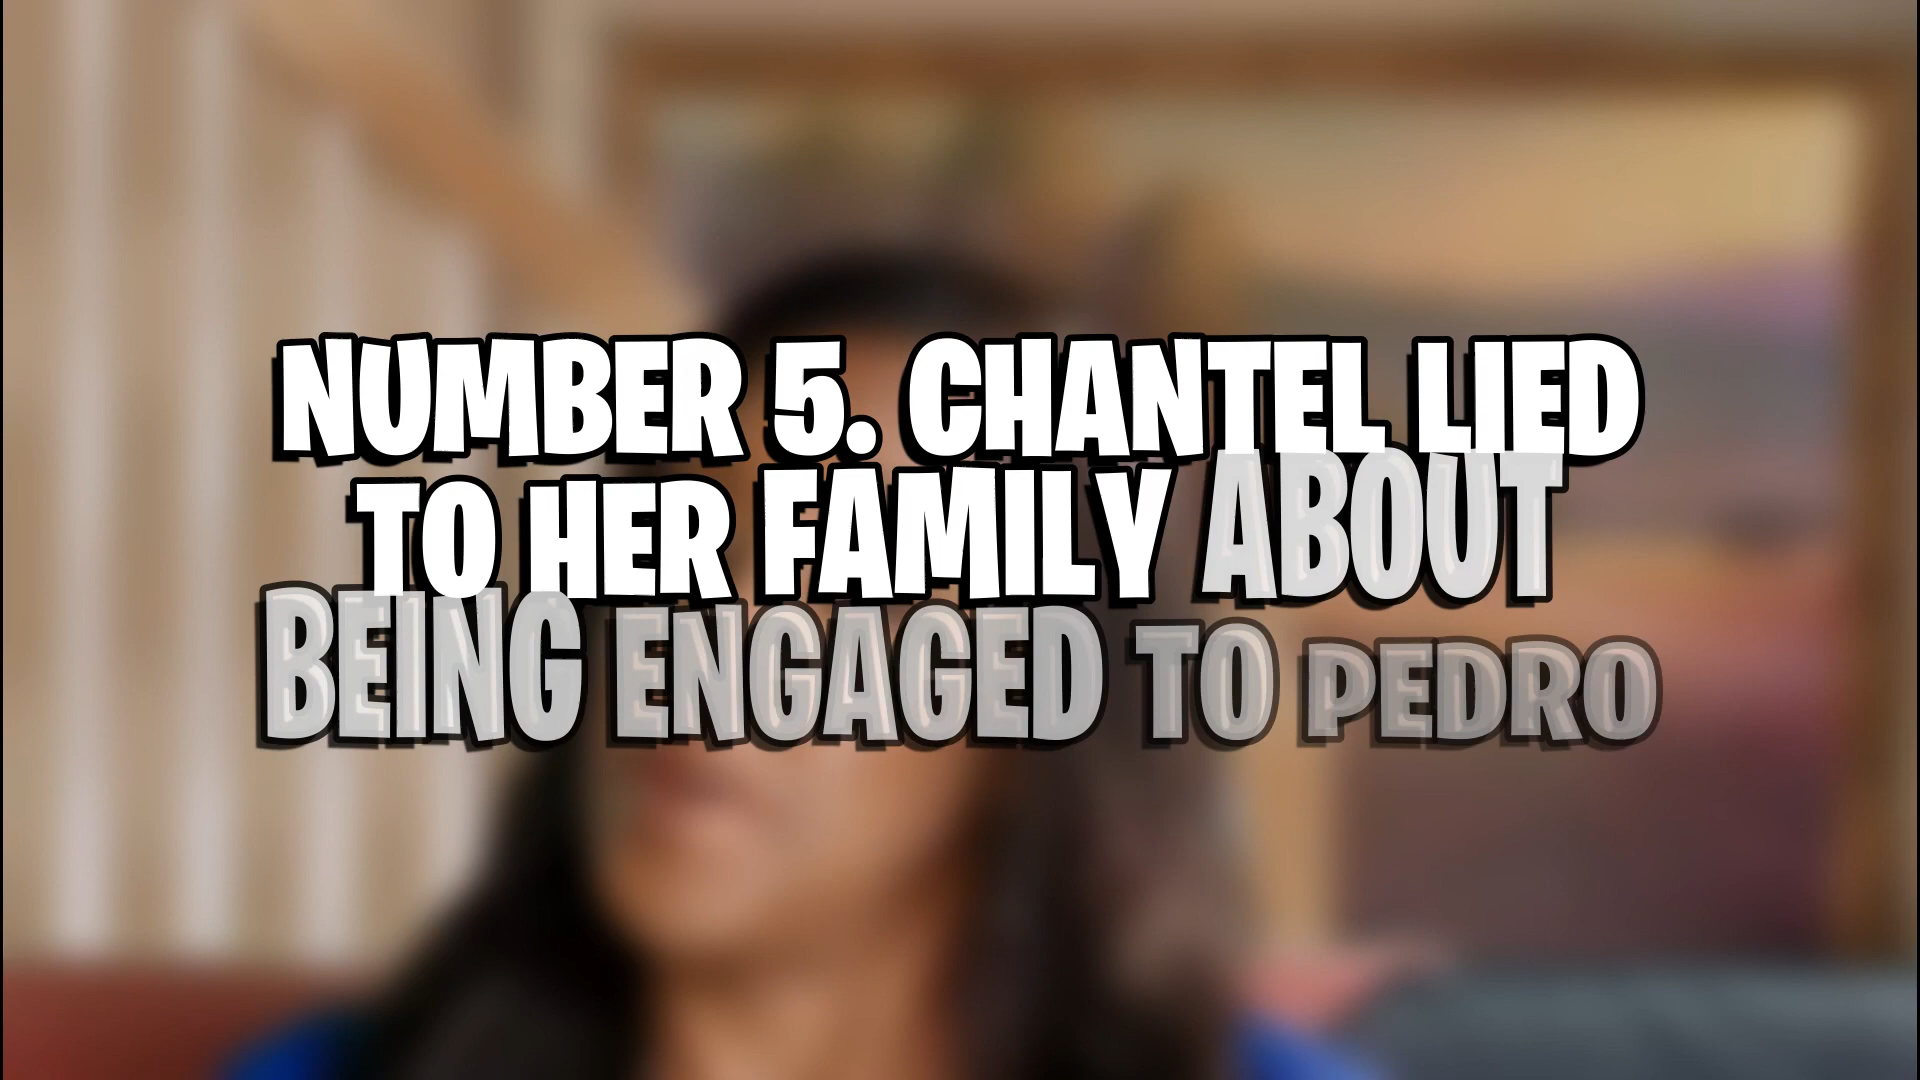 NUMBER 5. CHANTEL LIED
TO HER FAMILY ABOUT
BEING ENGAGED TO PEDRO